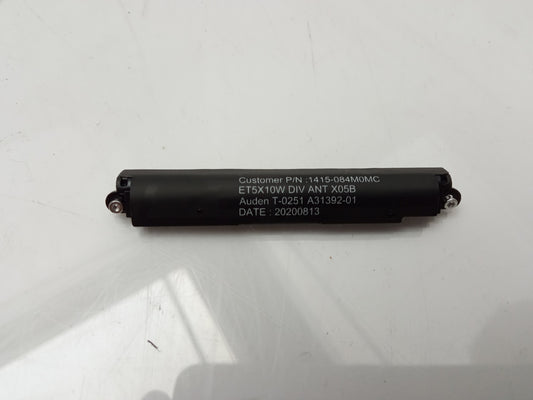 Customer P/N :1415-084M0MC
ET5X10W DIV ANT X05B
Auden T-0251 A31392-01
DATE : 20200813